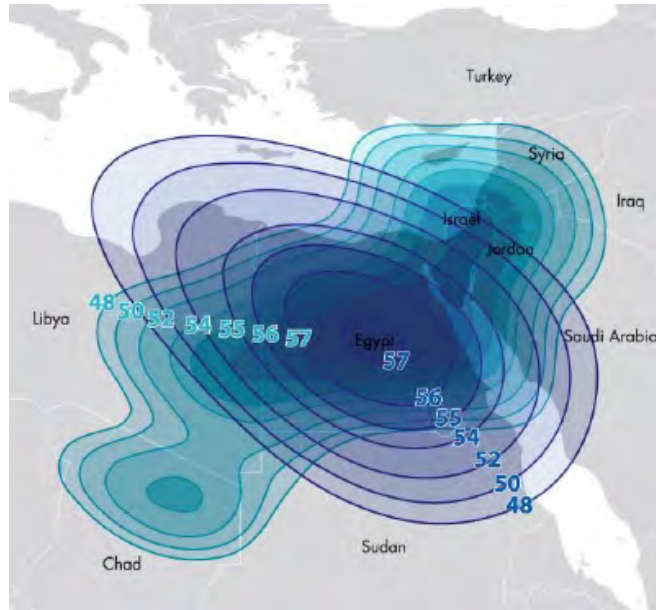 Turkey
Syria
Iraq
Israel
Jordan
48 50 52 54 55 56 57
Libya
Egypt
Saudi Arabia
57
56
55
54
52
50
48
Sudan
Chad